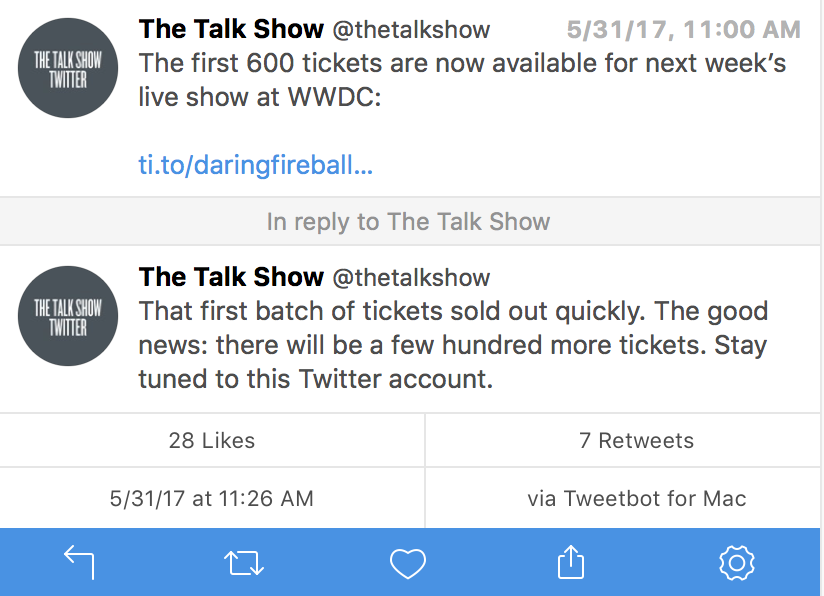 THE TALK SHOW
TWITTER
The Talk Show @thetalkshow 5/31/17, 11:00 AM
The first 600 tickets are now available for next week’s
live show at WWDC:
ti.to/daringfireball...
In reply to The Talk Show
THE TALK SHOW
TWITTER
The Talk Show @thetalkshow
That first batch of tickets sold out quickly. The good
news: there will be a few hundred more tickets. Stay
tuned to this Twitter account.
28 Likes 7 Retweets
5/31/17 at 11:26 AM via Tweetbot for Mac